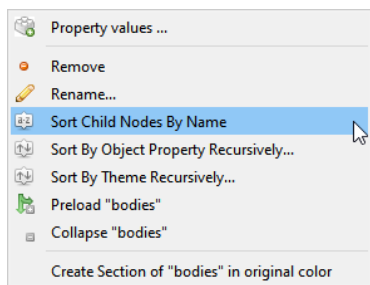 Property values ...
Remove
Rename...
Sort Child Nodes By Name
Sort By Object Property Recursively...
Sort By Theme Recursively...
Preload "bodies"
Collapse "bodies"
Create Section of "bodies" in original color